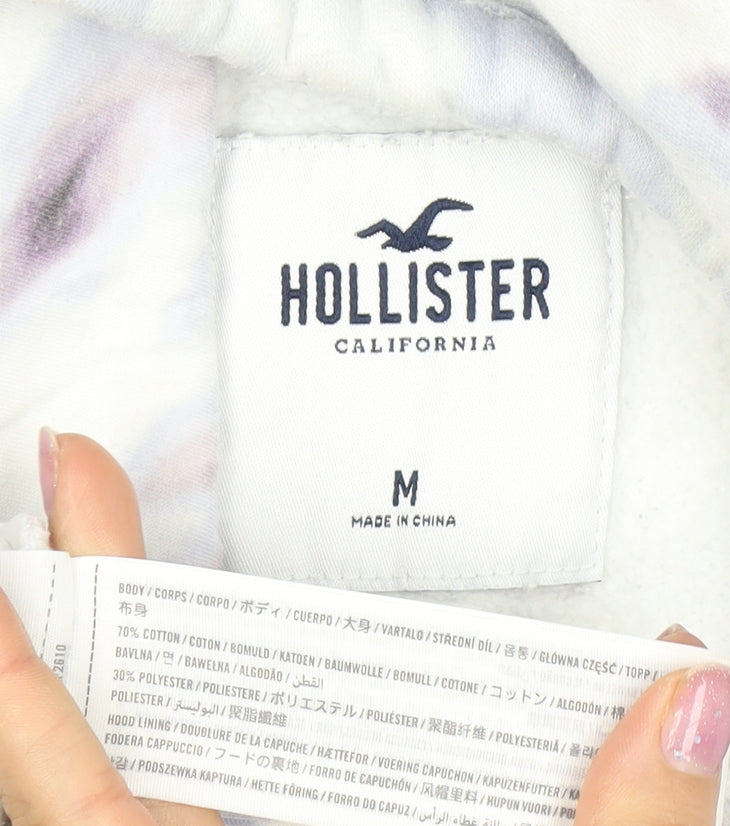 HOLLISTER
CALIFORNIA
M
MADE IN CHINA
BODY / CORPS / CORPO / ボディ / CUERPO / 大身 / VARTALO / STŘEDNÍ DÍL / 몸통 / GŁÓWNA CZĘŚĆ / TOPP /
布身
70% COTTON / COTON / BOMULD / KATOEN / BAUMWOLLE / BOMULL / COTONE / コットン / ALGODÓN / 棉
BAVLNA / 면 / BAWEŁNA / ALGODÃO / القطن
30% POLYESTER / POLIESTERE / ポリエステル / POLIÉSTER / 聚酯纤维 / POLYESTERIÄ /
POLIESTER / البوليستر / 聚脂纖維
HOOD LINING / DOUBLURE DE LA CAPUCHE / HÆTTEFOR / VOERING CAPUCHON / KAPUZENFUTTER /
FODERA CAPPUCCIO / フードの裏地 / FORRO DE CAPUCHÓN / 风帽里料 / HUPUN VUORI /
/ PODSZEWKA KAPTURA / HETTE FÔRING / FORRO DO CAPUZ /
2610